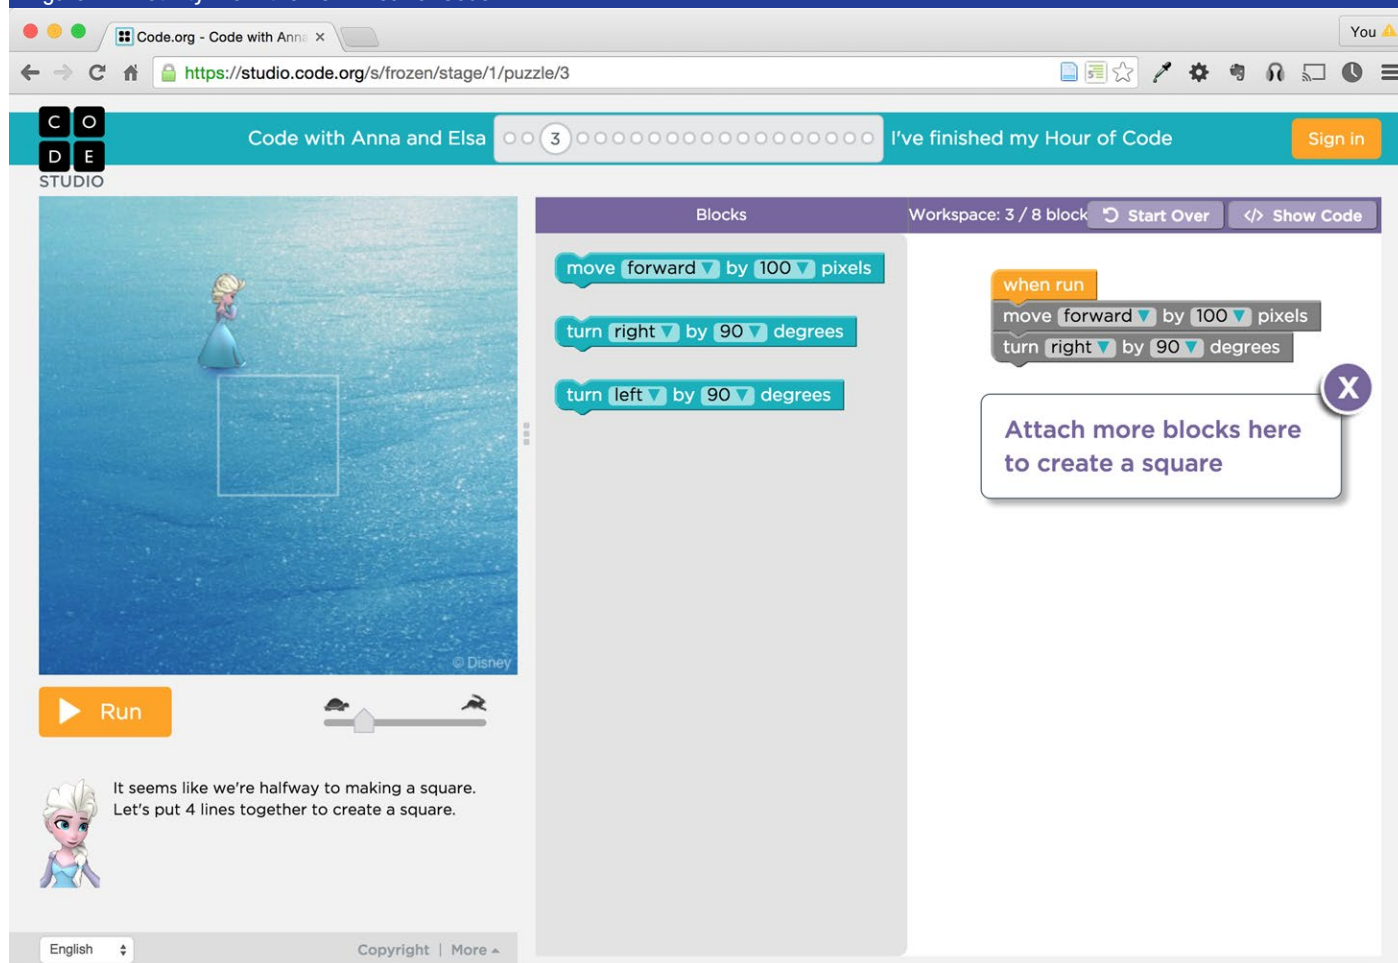 Code.org - Code with Anna
You
https://studio.code.org/s/frozen/stage/1/puzzle/3
CO
DE
STUDIO
Code with Anna and Elsa
3
I've finished my Hour of Code
Sign in
Blocks
Workspace: 3 / 8 block
Start Over
</> Show Code
move forward by 100 pixels
turn right by 90 degrees
turn left by 90 degrees
when run
move forward by 100 pixels
turn right by 90 degrees
X
Attach more blocks here
to create a square
© Disney
Run
It seems like we're halfway to making a square.
Let's put 4 lines together to create a square.
English
Copyright | More